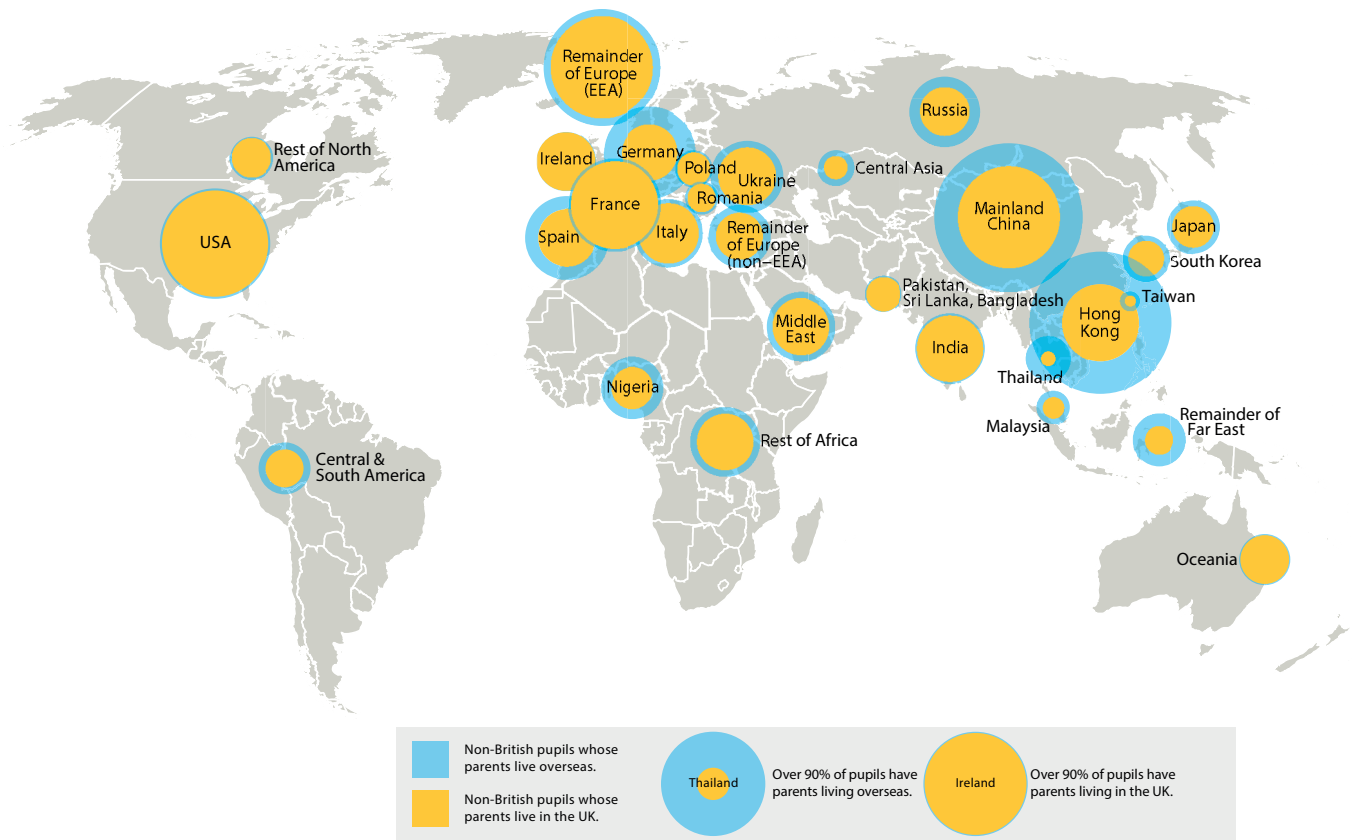 Remainder
of Europe
(EEA)
Russia
Rest of North
America
Ireland
Germany
Poland
Ukraine
Central Asia
Romania
France
USA
Spain
Italy
Remainder
of Europe
(non–EEA)
Mainland
China
Japan
South Korea
Pakistan,
Sri Lanka, Bangladesh
Taiwan
Middle
East
Hong
Kong
India
Thailand
Nigeria
Malaysia
Remainder of
Far East
Rest of Africa
Central &
South America
Oceania
Non-British pupils whose
parents live overseas.
Non-British pupils whose
parents live in the UK.
Thailand
Over 90% of pupils have
parents living overseas.
Ireland
Over 90% of pupils have
parents living in the UK.